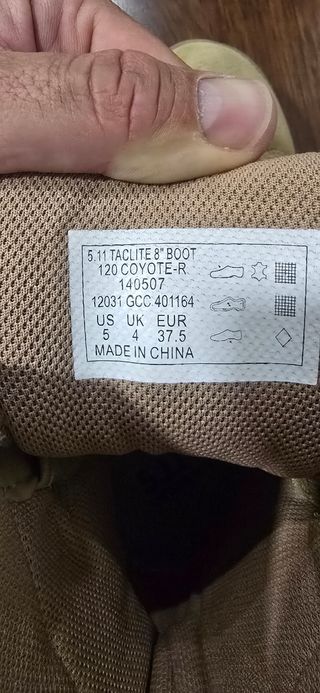 5.11 TACLITE 8" BOOT
120 COYOTE-R
140507
12031 GCC 401164
US UK EUR
5 4 37.5
MADE IN CHINA